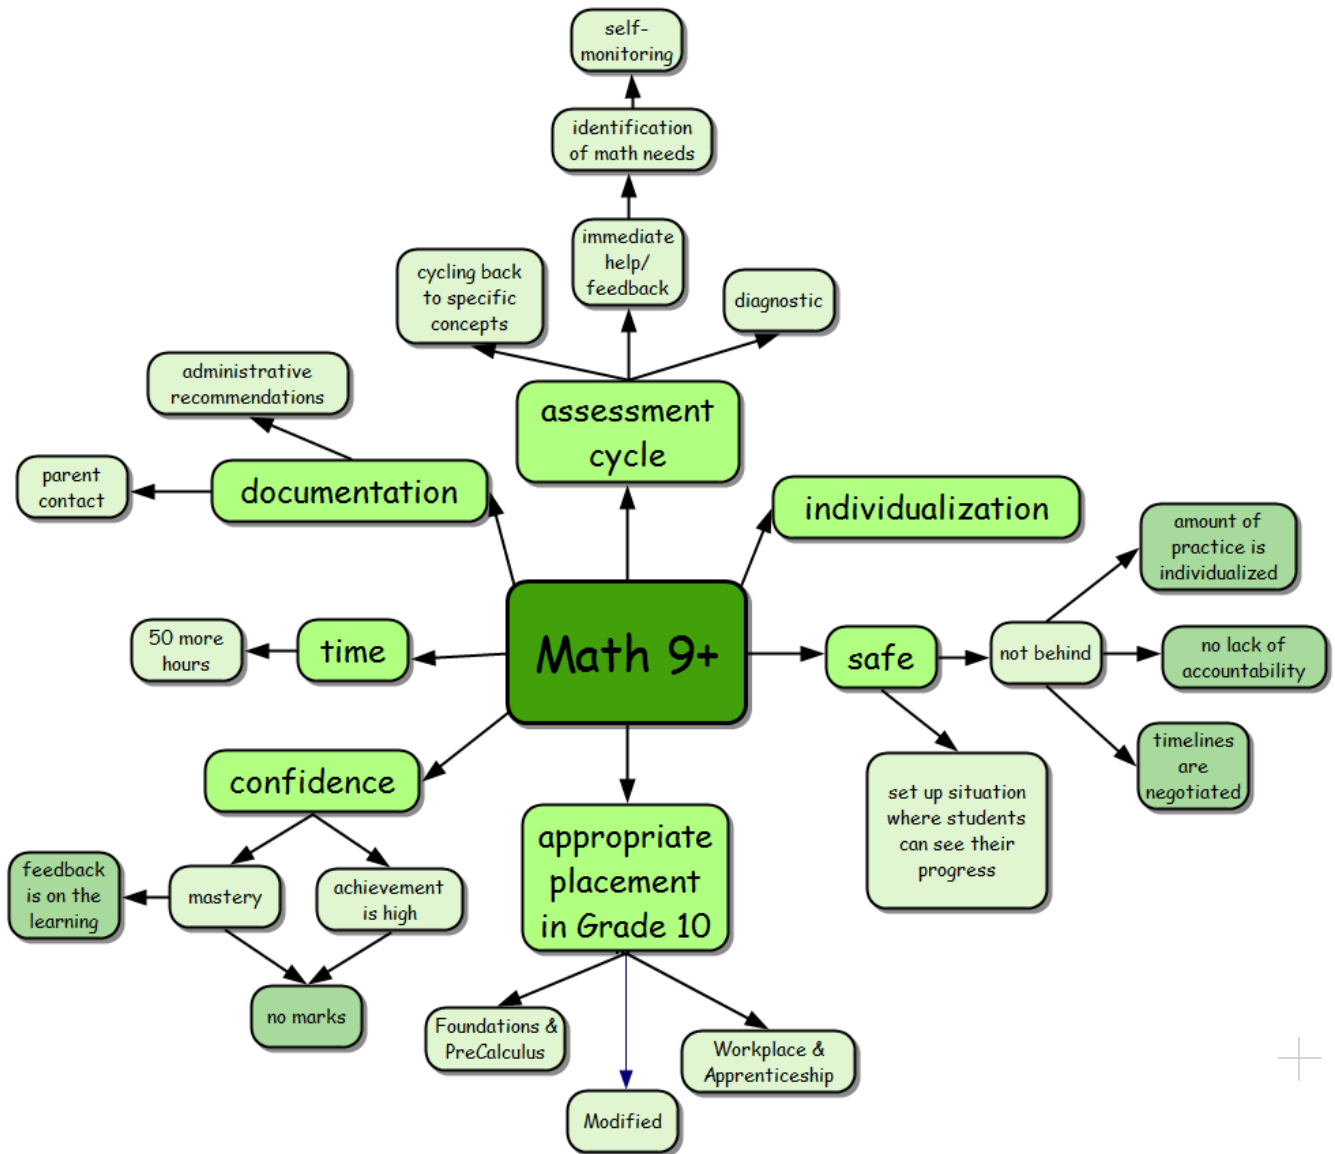 self-
monitoring
identification
of math needs
immediate
help/
feedback
cycling back
to specific
concepts
diagnostic
administrative
recommendations
assessment
cycle
parent
contact
documentation
individualization
amount of
practice is
individualized
50 more
hours
time
Math 9+
safe
not behind
no lack of
accountability
timelines
are
negotiated
confidence
set up situation
where students
can see their
progress
appropriate
placement
in Grade 10
feedback
is on the
learning
mastery
achievement
is high
no marks
Foundations &
PreCalculus
Workplace &
Apprenticeship
Modified